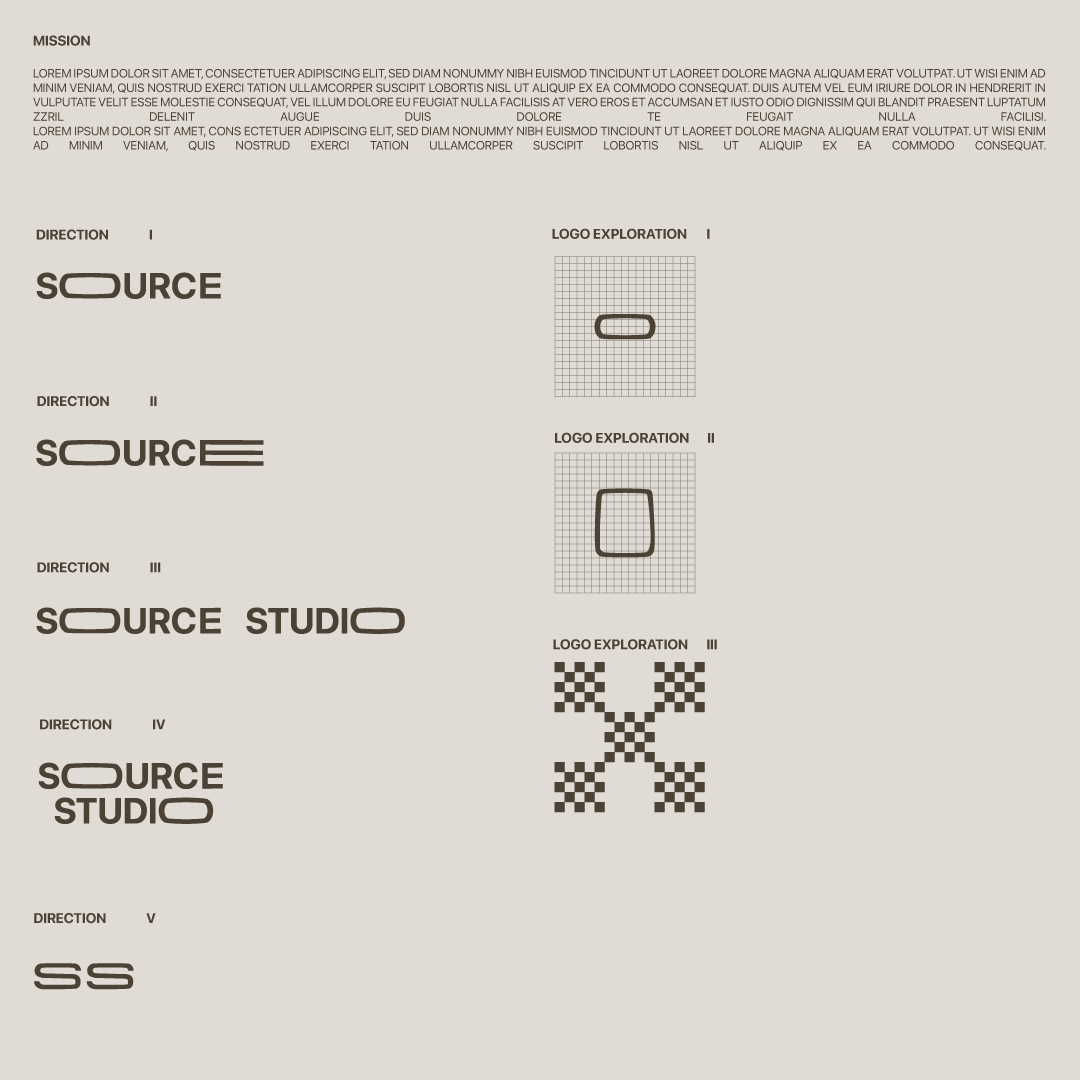 MISSION
LOREM IPSUM DOLOR SIT AMET, CONSECTETUER ADIPISCING ELIT, SED DIAM NONUMMY NIBH EUISMOD TINCIDUNT UT LAOREET DOLORE MAGNA ALIQUAM ERAT VOLUTPAT. UT WISI ENIM AD
MINIM VENIAM, QUIS NOSTRUD EXERCI TATION ULLAMCORPER SUSCIPIT LOBORTIS NISL UT ALIQUIP EX EA COMMODO CONSEQUAT. DUIS AUTEM VEL EUM IRIURE DOLOR IN HENDRERIT IN
VULPUTATE VELIT ESSE MOLESTIE CONSEQUAT, VEL ILLUM DOLORE EU FEUGIAT NULLA FACILISIS AT VERO EROS ET ACCUMSAN ET IUSTO ODIO DIGNISSIM QUI BLANDIT PRAESENT LUPTATUM
ZZRIL DELENIT AUGUE DUIS DOLORE TE FEUGAIT NULLA FACILISI.
LOREM IPSUM DOLOR SIT AMET, CONS ECTETUER ADIPISCING ELIT, SED DIAM NONUMMY NIBH EUISMOD TINCIDUNT UT LAOREET DOLORE MAGNA ALIQUAM ERAT VOLUTPAT. UT WISI ENIM
AD MINIM VENIAM, QUIS NOSTRUD EXERCI TATION ULLAMCORPER SUSCIPIT LOBORTIS NISL UT ALIQUIP EX EA COMMODO CONSEQUAT.
DIRECTION I
SOURCE
DIRECTION II
SOURCE
DIRECTION III
SOURCE STUDIO
DIRECTION IV
SOURCE
STUDIO
DIRECTION V
SS
LOGO EXPLORATION I
LOGO EXPLORATION II
LOGO EXPLORATION III